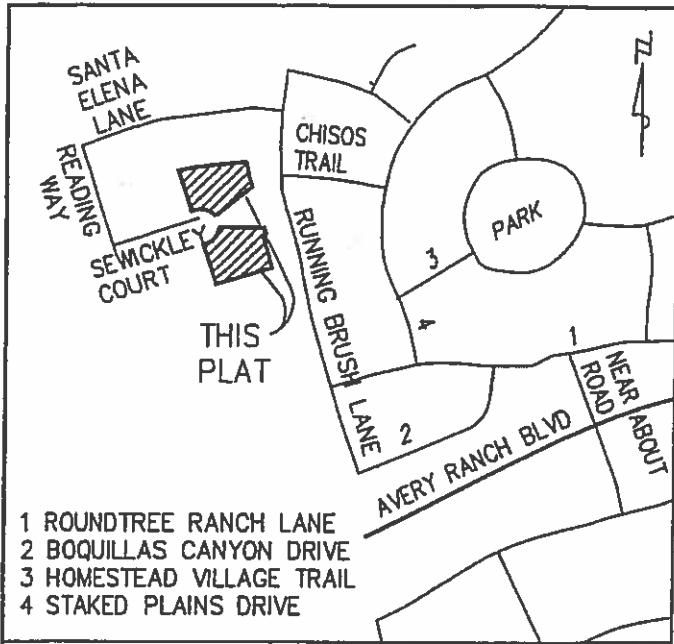 SANTA
ELENA
LANE
READING
WAY
SEWICKLEY
COURT
CHISOS
TRAIL
PARK
RUNNING BRUSH LANE
THIS
PLAT
3
4
1
2
NEAR
ROAD
ABOUT
AVERY RANCH BLVD
1 ROUNDTREE RANCH LANE
2 BOQUILLAS CANYON DRIVE
3 HOMESTEAD VILLAGE TRAIL
4 STAKED PLAINS DRIVE